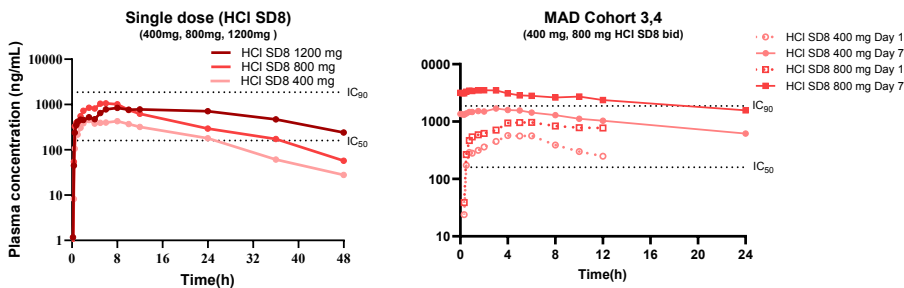 Single dose (HCl SD8)
(400mg, 800mg, 1200mg )
HCl SD8 1200 mg
HCl SD8 800 mg
HCl SD8 400 mg
Plasma concentration (ng/mL)
10000
1000
100
10
1
IC90
IC50
0 8 16 24 32 40 48
Time(h)
MAD Cohort 3,4
(400 mg, 800 mg HCl SD8 bid)
HCl SD8 400 mg Day 1
HCl SD8 400 mg Day 7
HCl SD8 800 mg Day 1
HCl SD8 800 mg Day 7
0000
1000
100
10
IC90
IC50
0 4 8 12 16 20 24
Time(h)